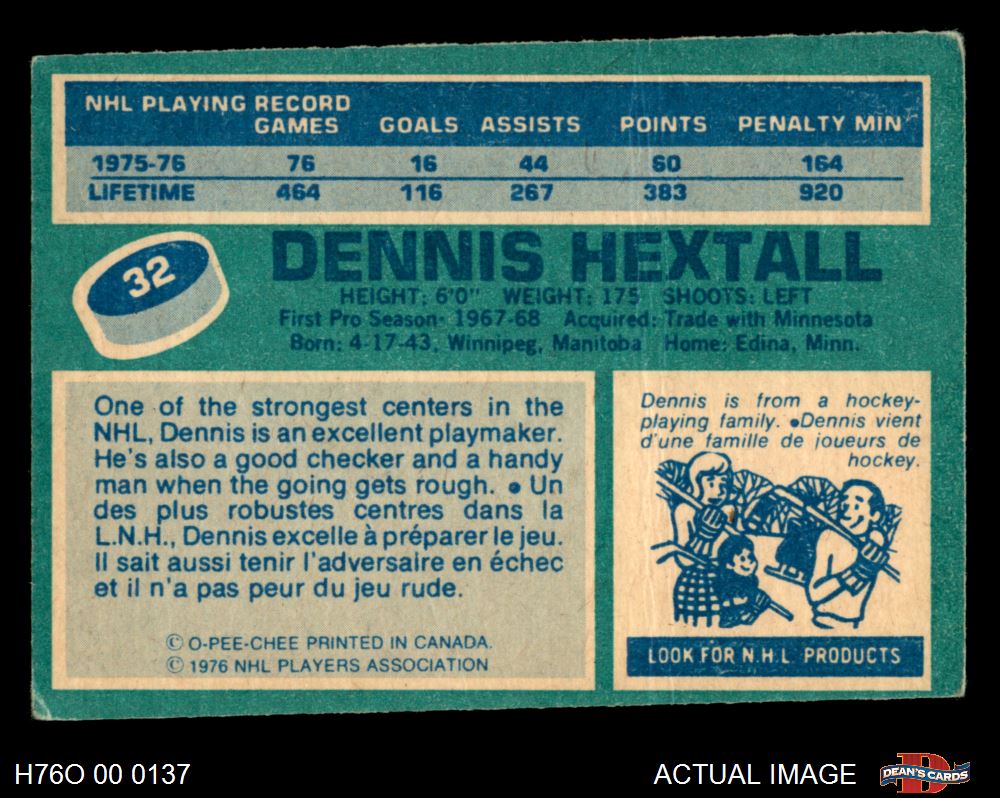 NHL PLAYING RECORD
GAMES GOALS ASSISTS POINTS PENALTY MIN
1975-76 76 16 44 60 164
LIFETIME 464 116 267 383 920
32
DENNIS HEXTALL
HEIGHT: 6'0" WEIGHT: 175 SHOOTS: LEFT
First Pro Season- 1967-68 Acquired: Trade with Minnesota
Born: 4-17-43, Winnipeg, Manitoba Home: Edina, Minn.
One of the strongest centers in the
NHL, Dennis is an excellent playmaker.
He's also a good checker and a handy
man when the going gets rough. • Un
des plus robustes centres dans la
L.N.H., Dennis excelle à préparer le jeu.
Il sait aussi tenir l'adversaire en échec
et il n'a pas peur du jeu rude.
© O-PEE-CHEE PRINTED IN CANADA.
© 1976 NHL PLAYERS ASSOCIATION
Dennis is from a hockey-
playing family. •Dennis vient
d'une famille de joueurs de
hockey.
LOOK FOR N.H.L. PRODUCTS
H76O 00 0137
ACTUAL IMAGE
D
DEAN'S CARDS